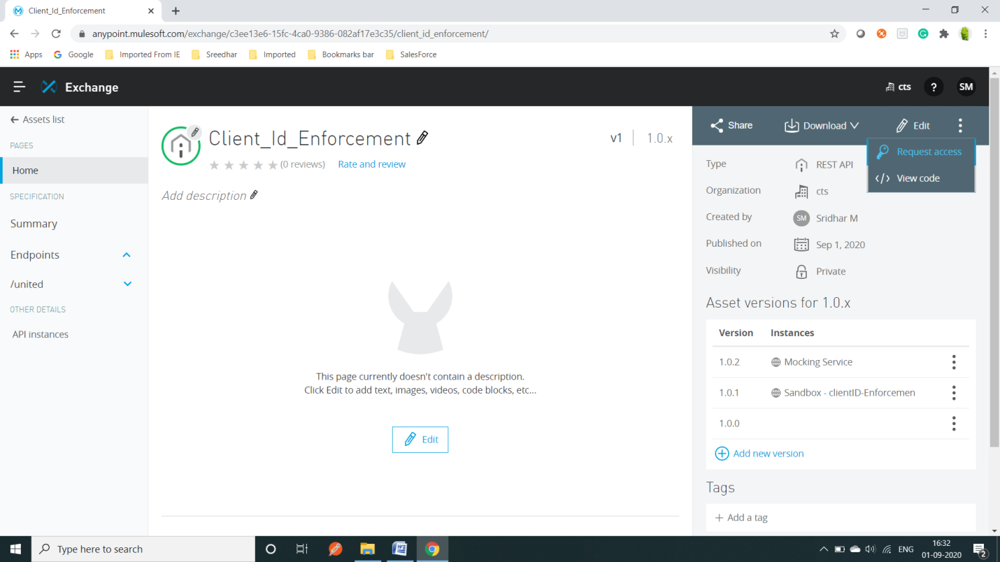 Client_Id_Enforcement
anypoint.mulesoft.com/exchange/c3ee13e6-15fc-4ca0-9386-082af17e3c35/client_id_enforcement/
Apps Google Imported From IE Sreedhar Imported Bookmarks bar SalesForce
Exchange cts ? SM
Assets list
PAGES
Home
SPECIFICATION
Summary
Endpoints
/united
OTHER DETAILS
API instances
Client_Id_Enforcement v1 1.0.x
(0 reviews) Rate and review
Add description
This page currently doesn't contain a description.
Click Edit to add text, images, videos, code blocks, etc...
Edit
Share Download Edit
Request access
View code
Type REST API
Organization cts
Created by SM Sridhar M
Published on Sep 1, 2020
Visibility Private
Asset versions for 1.0.x
Version Instances
1.0.2 Mocking Service
1.0.1 Sandbox - clientID-Enforcemen
1.0.0
Add new version
Tags
+ Add a tag
Type here to search
ENG
16:32
01-09-2020
2